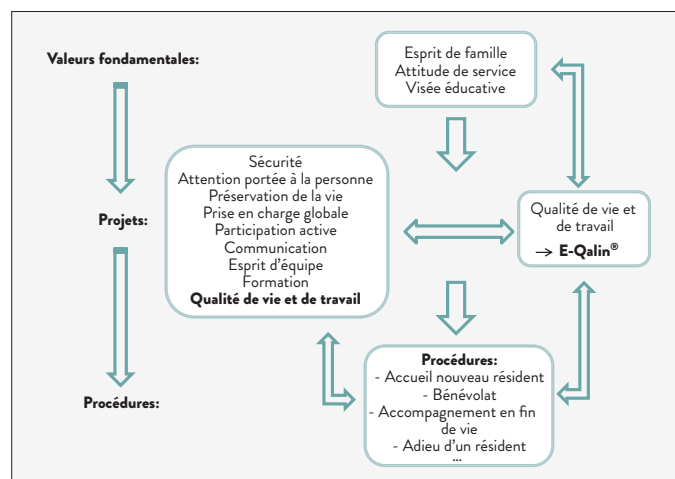 Valeurs fondamentales:
Esprit de famille
Attitude de service
Visée éducative
Projets:
Sécurité
Attention portée à la personne
Préservation de la vie
Prise en charge globale
Participation active
Communication
Esprit d'équipe
Formation
Qualité de vie et de travail
Qualité de vie et
de travail
→ E-Qalin®
Procédures:
Procédures:
- Accueil nouveau résident
- Bénévolat
- Accompagnement en fin
de vie
- Adieu d'un résident
...